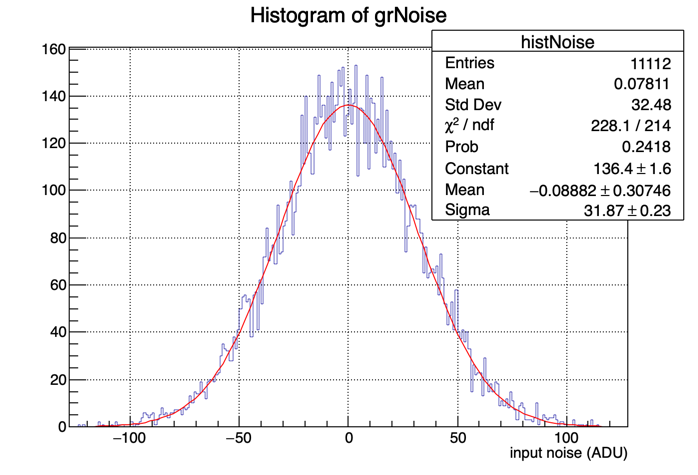 Histogram of grNoise
histNoise
Entries 11112
Mean 0.07811
Std Dev 32.48
χ² / ndf 228.1 / 214
Prob 0.2418
Constant 136.4 ± 1.6
Mean −0.08882 ± 0.30746
Sigma 31.87 ± 0.23
160
140
120
100
80
60
40
20
0
−100 −50 0 50 100
input noise (ADU)